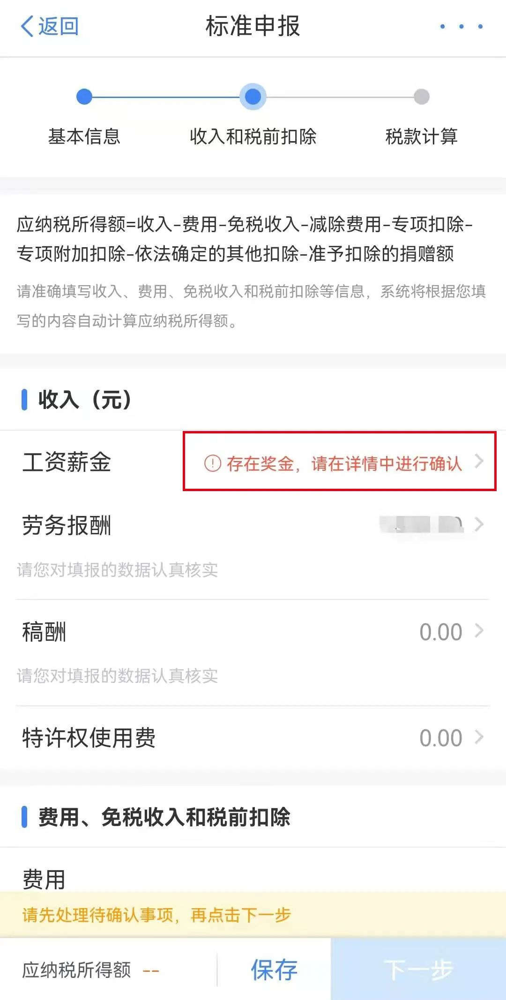 返回
标准申报
基本信息
收入和税前扣除
税款计算
应纳税所得额=收入-费用-免税收入-减除费用-专项扣除-
专项附加扣除-依法确定的其他扣除-准予扣除的捐赠额
请准确填写收入、费用、免税收入和税前扣除等信息，系统将根据您填
写的内容自动计算应纳税所得额。
收入（元）
工资薪金
存在奖金，请在详情中进行确认
劳务报酬
请您对填报的数据认真核实
稿酬
0.00
请您对填报的数据认真核实
特许权使用费
0.00
费用、免税收入和税前扣除
费用
请先处理待确认事项，再点击下一步
应纳税所得额 --
保存
下一步